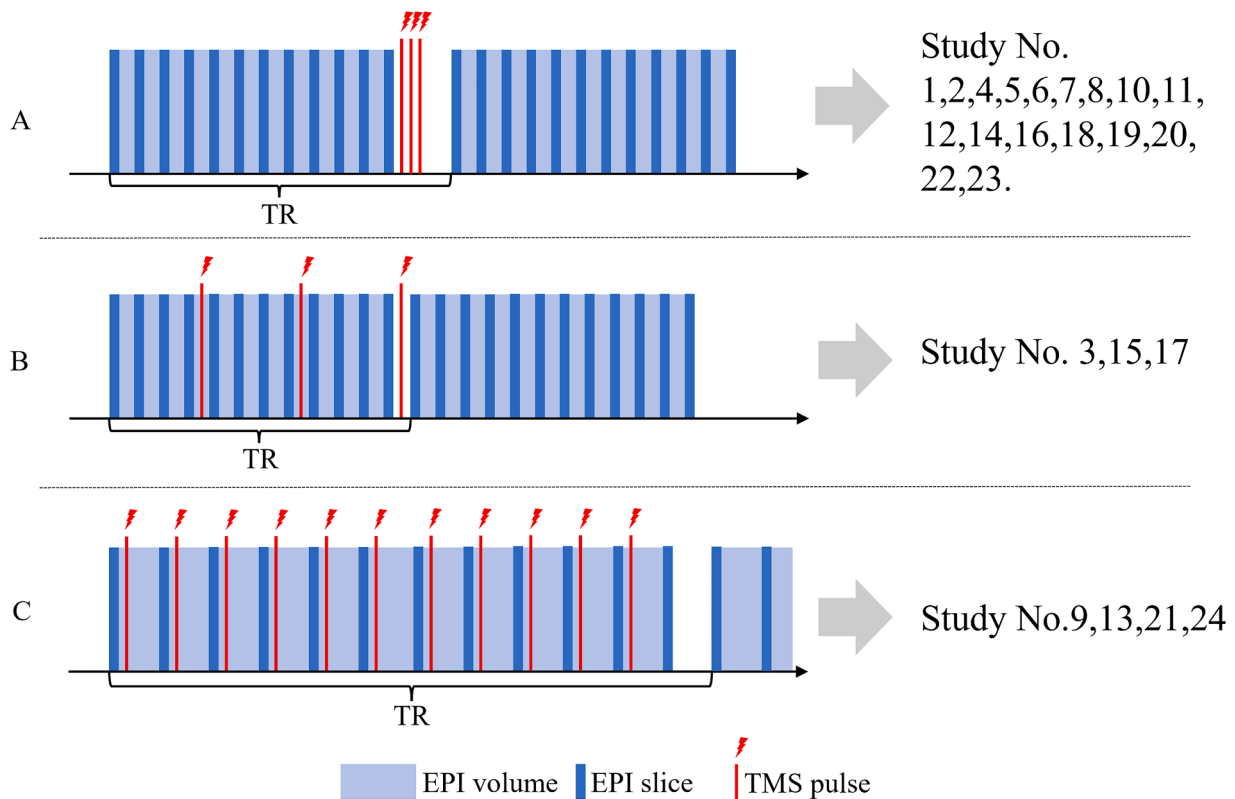 A
TR
Study No.
1,2,4,5,6,7,8,10,11,
12,14,16,18,19,20,
22,23.
B
TR
Study No. 3,15,17
C
TR
Study No.9,13,21,24
EPI volume EPI slice TMS pulse